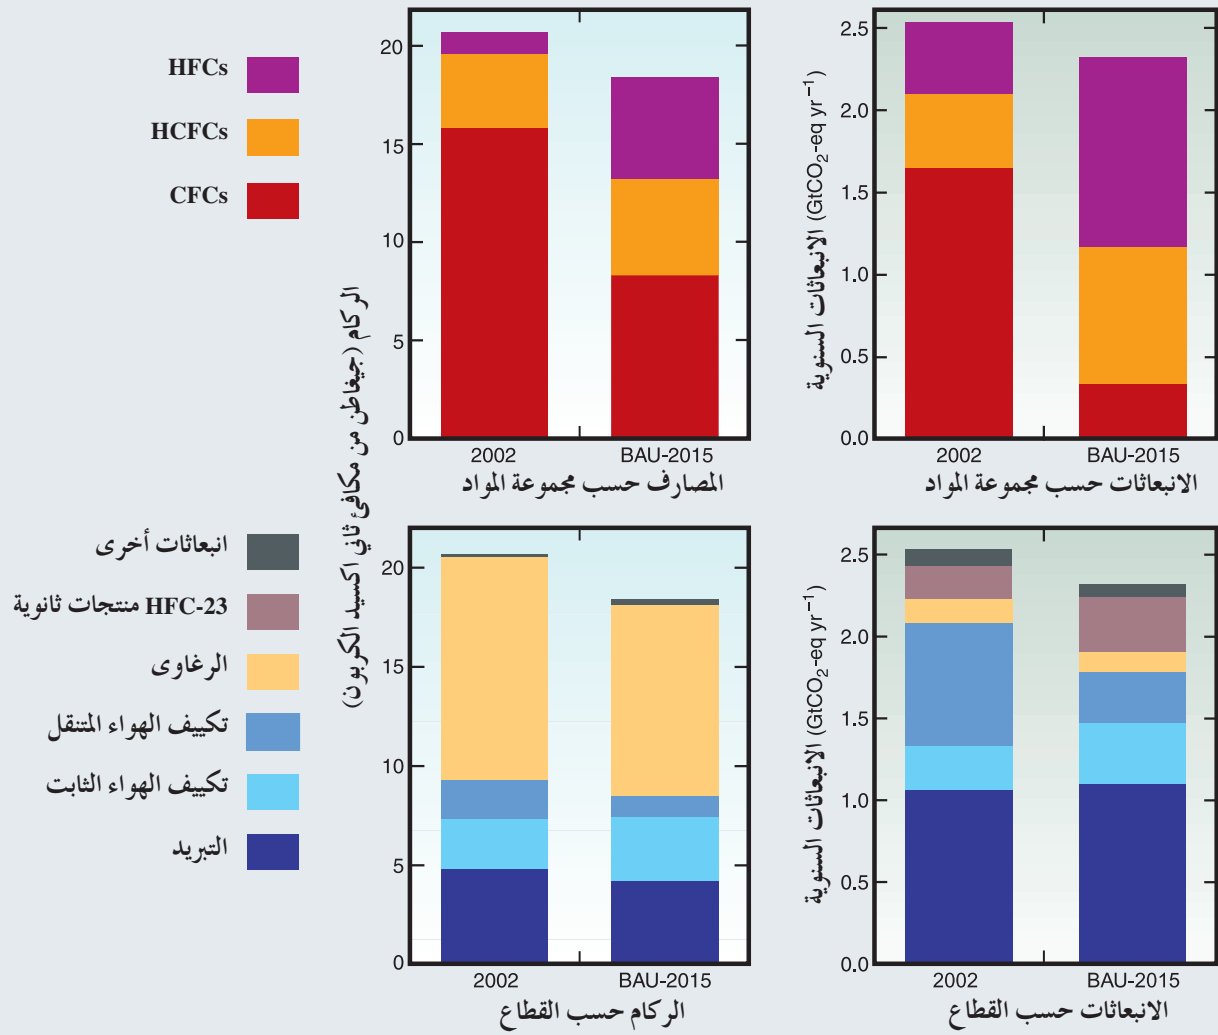 HFCs
HCFCs
CFCs
الركام (جيغاطن من مكافئ ثاني اكسيد الكربون)
20
15
10
5
0
2002
BAU-2015
المصارف حسب مجموعة المواد
الانبعاثات السنوية (GtCO₂-eq yr⁻¹)
2.5
2.0
1.5
1.0
0.5
0.0
2002
BAU-2015
الانبعاثات حسب مجموعة المواد
انبعاثات أخرى
HFC-23 منتجات ثانوية
الرغاوى
تكييف الهواء المتنقل
تكييف الهواء الثابت
التبريد
20
15
10
5
0
2002
BAU-2015
الركام حسب القطاع
الانبعاثات السنوية (GtCO₂-eq yr⁻¹)
2.5
2.0
1.5
1.0
0.5
0.0
2002
BAU-2015
الانبعاثات حسب القطاع